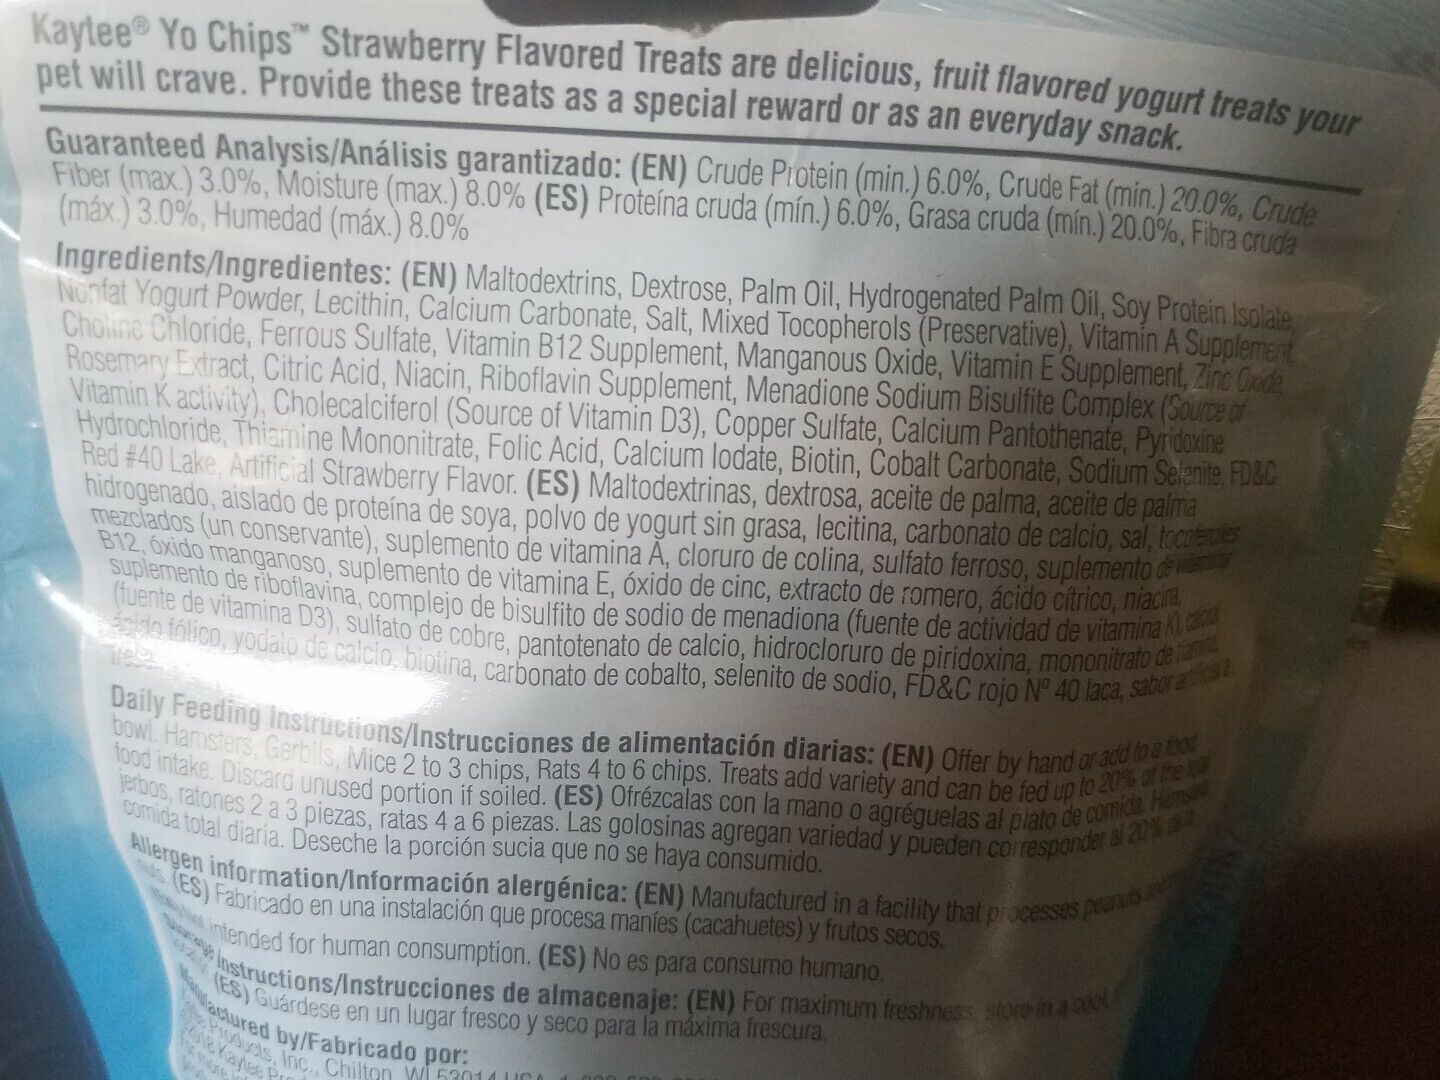 Kaytee® Yo Chips™ Strawberry Flavored Treats are delicious, fruit flavored yogurt treats your
pet will crave. Provide these treats as a special reward or as an everyday snack.
Guaranteed Analysis/Análisis garantizado: (EN) Crude Protein (min.) 6.0%, Crude Fat (min.) 20.0%, Crude
Fiber (max.) 3.0%, Moisture (max.) 8.0% (ES) Proteína cruda (mín.) 6.0%, Grasa cruda (mín.) 20.0%, Fibra cruda
(máx.) 3.0%, Humedad (máx.) 8.0%
Ingredients/Ingredientes: (EN) Maltodextrins, Dextrose, Palm Oil, Hydrogenated Palm Oil, Soy Protein Isolate,
Nonfat Yogurt Powder, Lecithin, Calcium Carbonate, Salt, Mixed Tocopherols (Preservative), Vitamin A Supplement,
Choline Chloride, Ferrous Sulfate, Vitamin B12 Supplement, Manganous Oxide, Vitamin E Supplement, Zinc Oxide,
Rosemary Extract, Citric Acid, Niacin, Riboflavin Supplement, Menadione Sodium Bisulfite Complex (Source of
Vitamin K activity), Cholecalciferol (Source of Vitamin D3), Copper Sulfate, Calcium Pantothenate, Pyridoxine
Hydrochloride, Thiamine Mononitrate, Folic Acid, Calcium Iodate, Biotin, Cobalt Carbonate, Sodium Selenite, FD&C
Red #40 Lake, Artificial Strawberry Flavor. (ES) Maltodextrinas, dextrosa, aceite de palma, aceite de palma
hidrogenado, aislado de proteína de soya, polvo de yogurt sin grasa, lecitina, carbonato de calcio, sal, tocoferoles
mezclados (un conservante), suplemento de vitamina A, cloruro de colina, sulfato ferroso, suplemento de vitamina
B12, óxido manganoso, suplemento de vitamina E, óxido de cinc, extracto de romero, ácido cítrico, niacina,
suplemento de riboflavina, complejo de bisulfito de sodio de menadiona (fuente de actividad de vitamina K),
(fuente de vitamina D3), sulfato de cobre, pantotenato de calcio, hidrocloruro de piridoxina, mononitrato de tiamina,
ácido fólico, yodato de calcio, biotina, carbonato de cobalto, selenito de sodio, FD&C rojo Nº 40 laca, sabor
Daily Feeding Instructions/Instrucciones de alimentación diarias: (EN) Offer by hand or add to a food
bowl. Hamsters, Gerbils, Mice 2 to 3 chips, Rats 4 to 6 chips. Treats add variety and can be fed up to 20% of the total
food intake. Discard unused portion if soiled. (ES) Ofrézcalas con la mano o agréguelas al plato de comida.
jerbos, ratones 2 a 3 piezas, ratas 4 a 6 piezas. Las golosinas agregan variedad y pueden corresponder al 20%
comida total diaria. Deseche la porción sucia que no se haya consumido.
Allergen information/Información alergénica: (EN) Manufactured in a facility that processes peanuts
(ES) Fabricado en una instalación que procesa maníes (cacahuetes) y frutos secos.
intended for human consumption. (ES) No es para consumo humano.
Storage Instructions/Instrucciones de almacenaje: (EN) For maximum freshness, store in a cool,
(ES) Guárdese en un lugar fresco y seco para la máxima frescura.
Manufactured by/Fabricado por:
Products, Inc., Chilton, WI 53014 USA